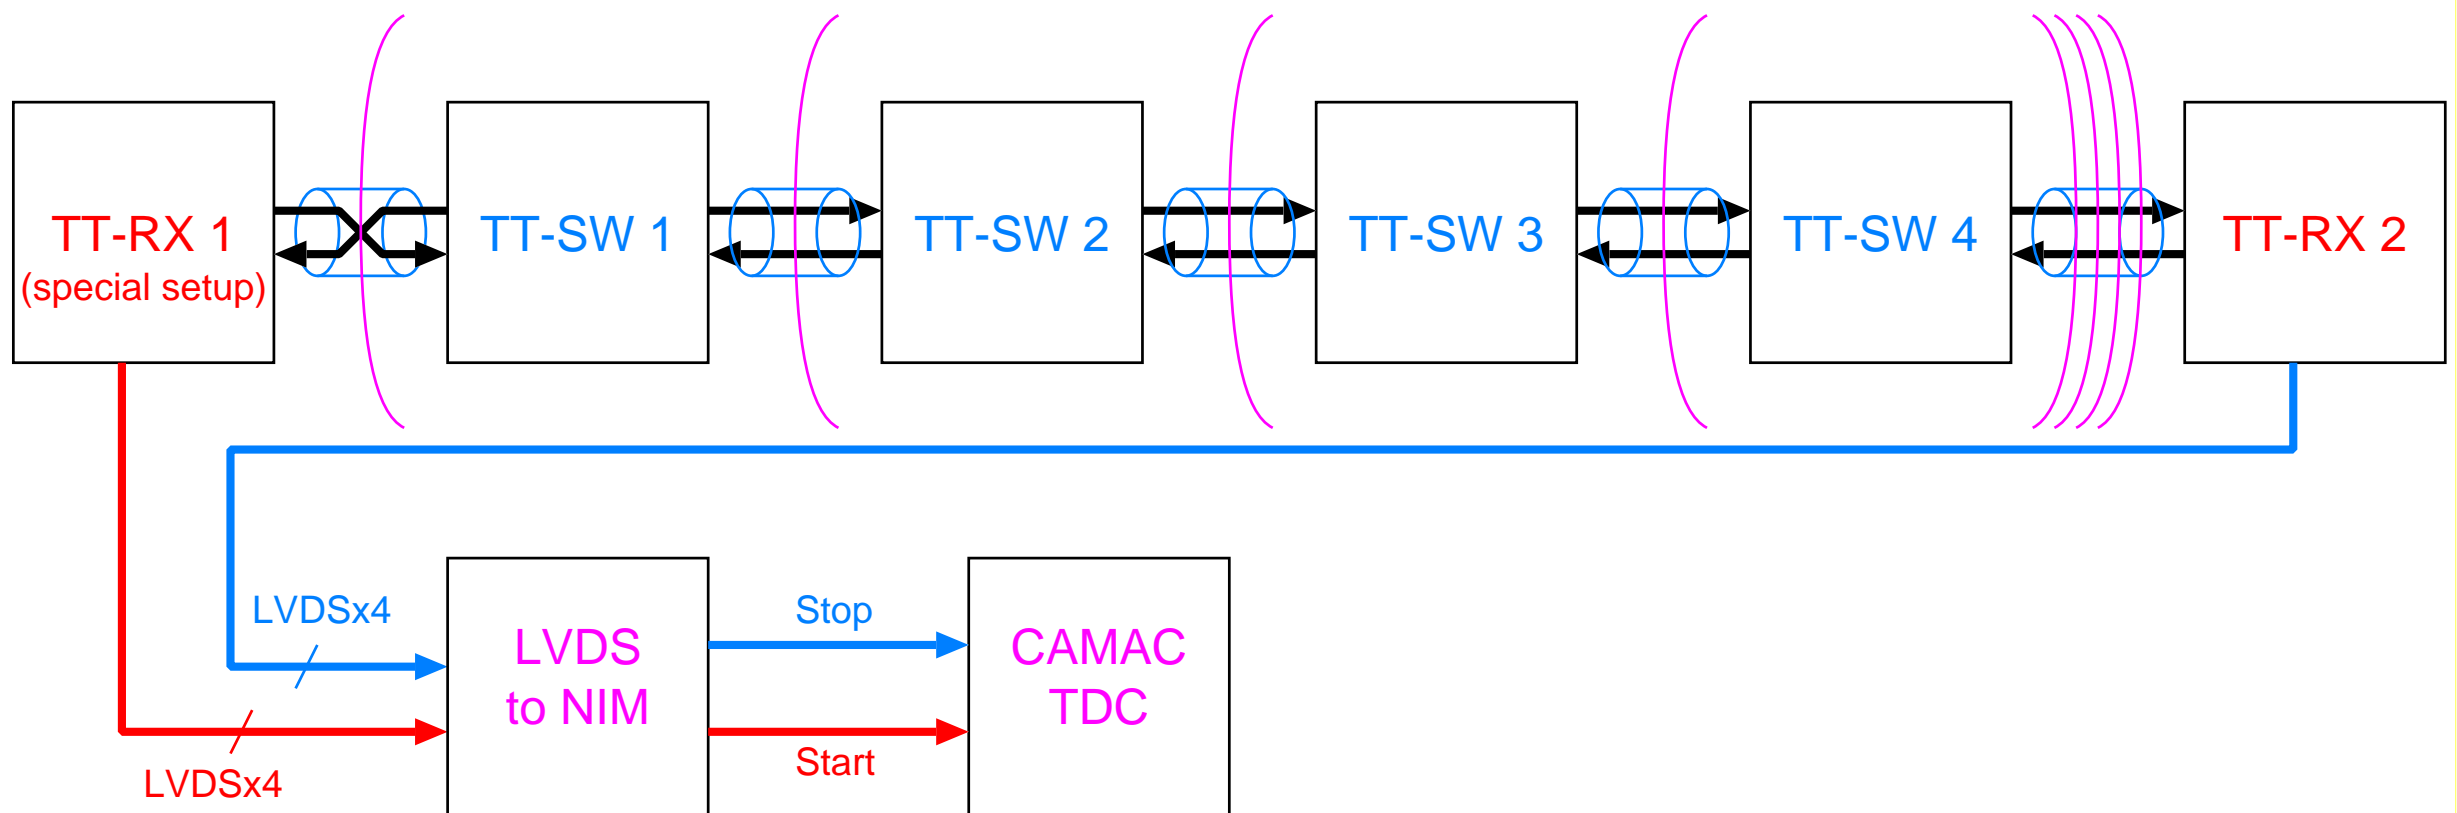 TT-RX 1
(special setup)
TT-SW 1
TT-SW 2
TT-SW 3
TT-SW 4
TT-RX 2
LVDSx4
LVDSx4
LVDS
to NIM
Stop
Start
CAMAC
TDC